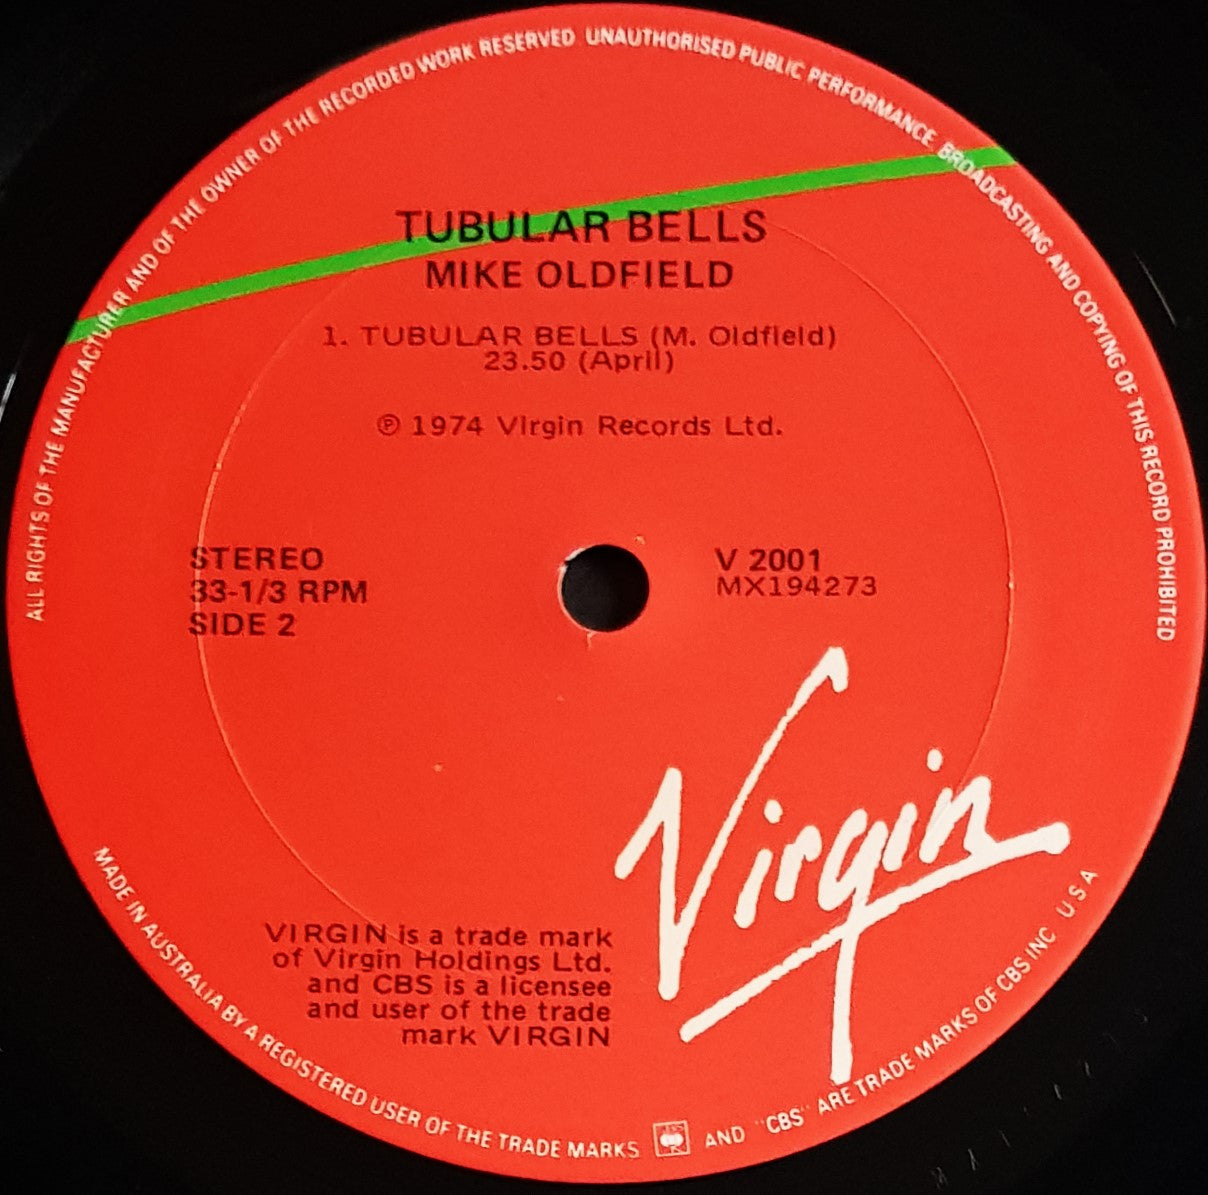 ALL RIGHTS OF THE MANUFACTURER AND OF THE OWNER OF THE RECORDED WORK RESERVED. UNAUTHORISED PUBLIC PERFORMANCE, BROADCASTING AND COPYING OF THIS RECORD PROHIBITED
TUBULAR BELLS
MIKE OLDFIELD
1. TUBULAR BELLS (M. Oldfield)
23.50 (April)
℗ 1974 Virgin Records Ltd.
STEREO
33-1/3 RPM
SIDE 2
V 2001
MX194273
Virgin
VIRGIN is a trade mark
of Virgin Holdings Ltd.
and CBS is a licensee
and user of the trade
mark VIRGIN
MADE IN AUSTRALIA BY A REGISTERED USER OF THE TRADE MARKS AND "CBS" ARE TRADE MARKS OF CBS INC U S A